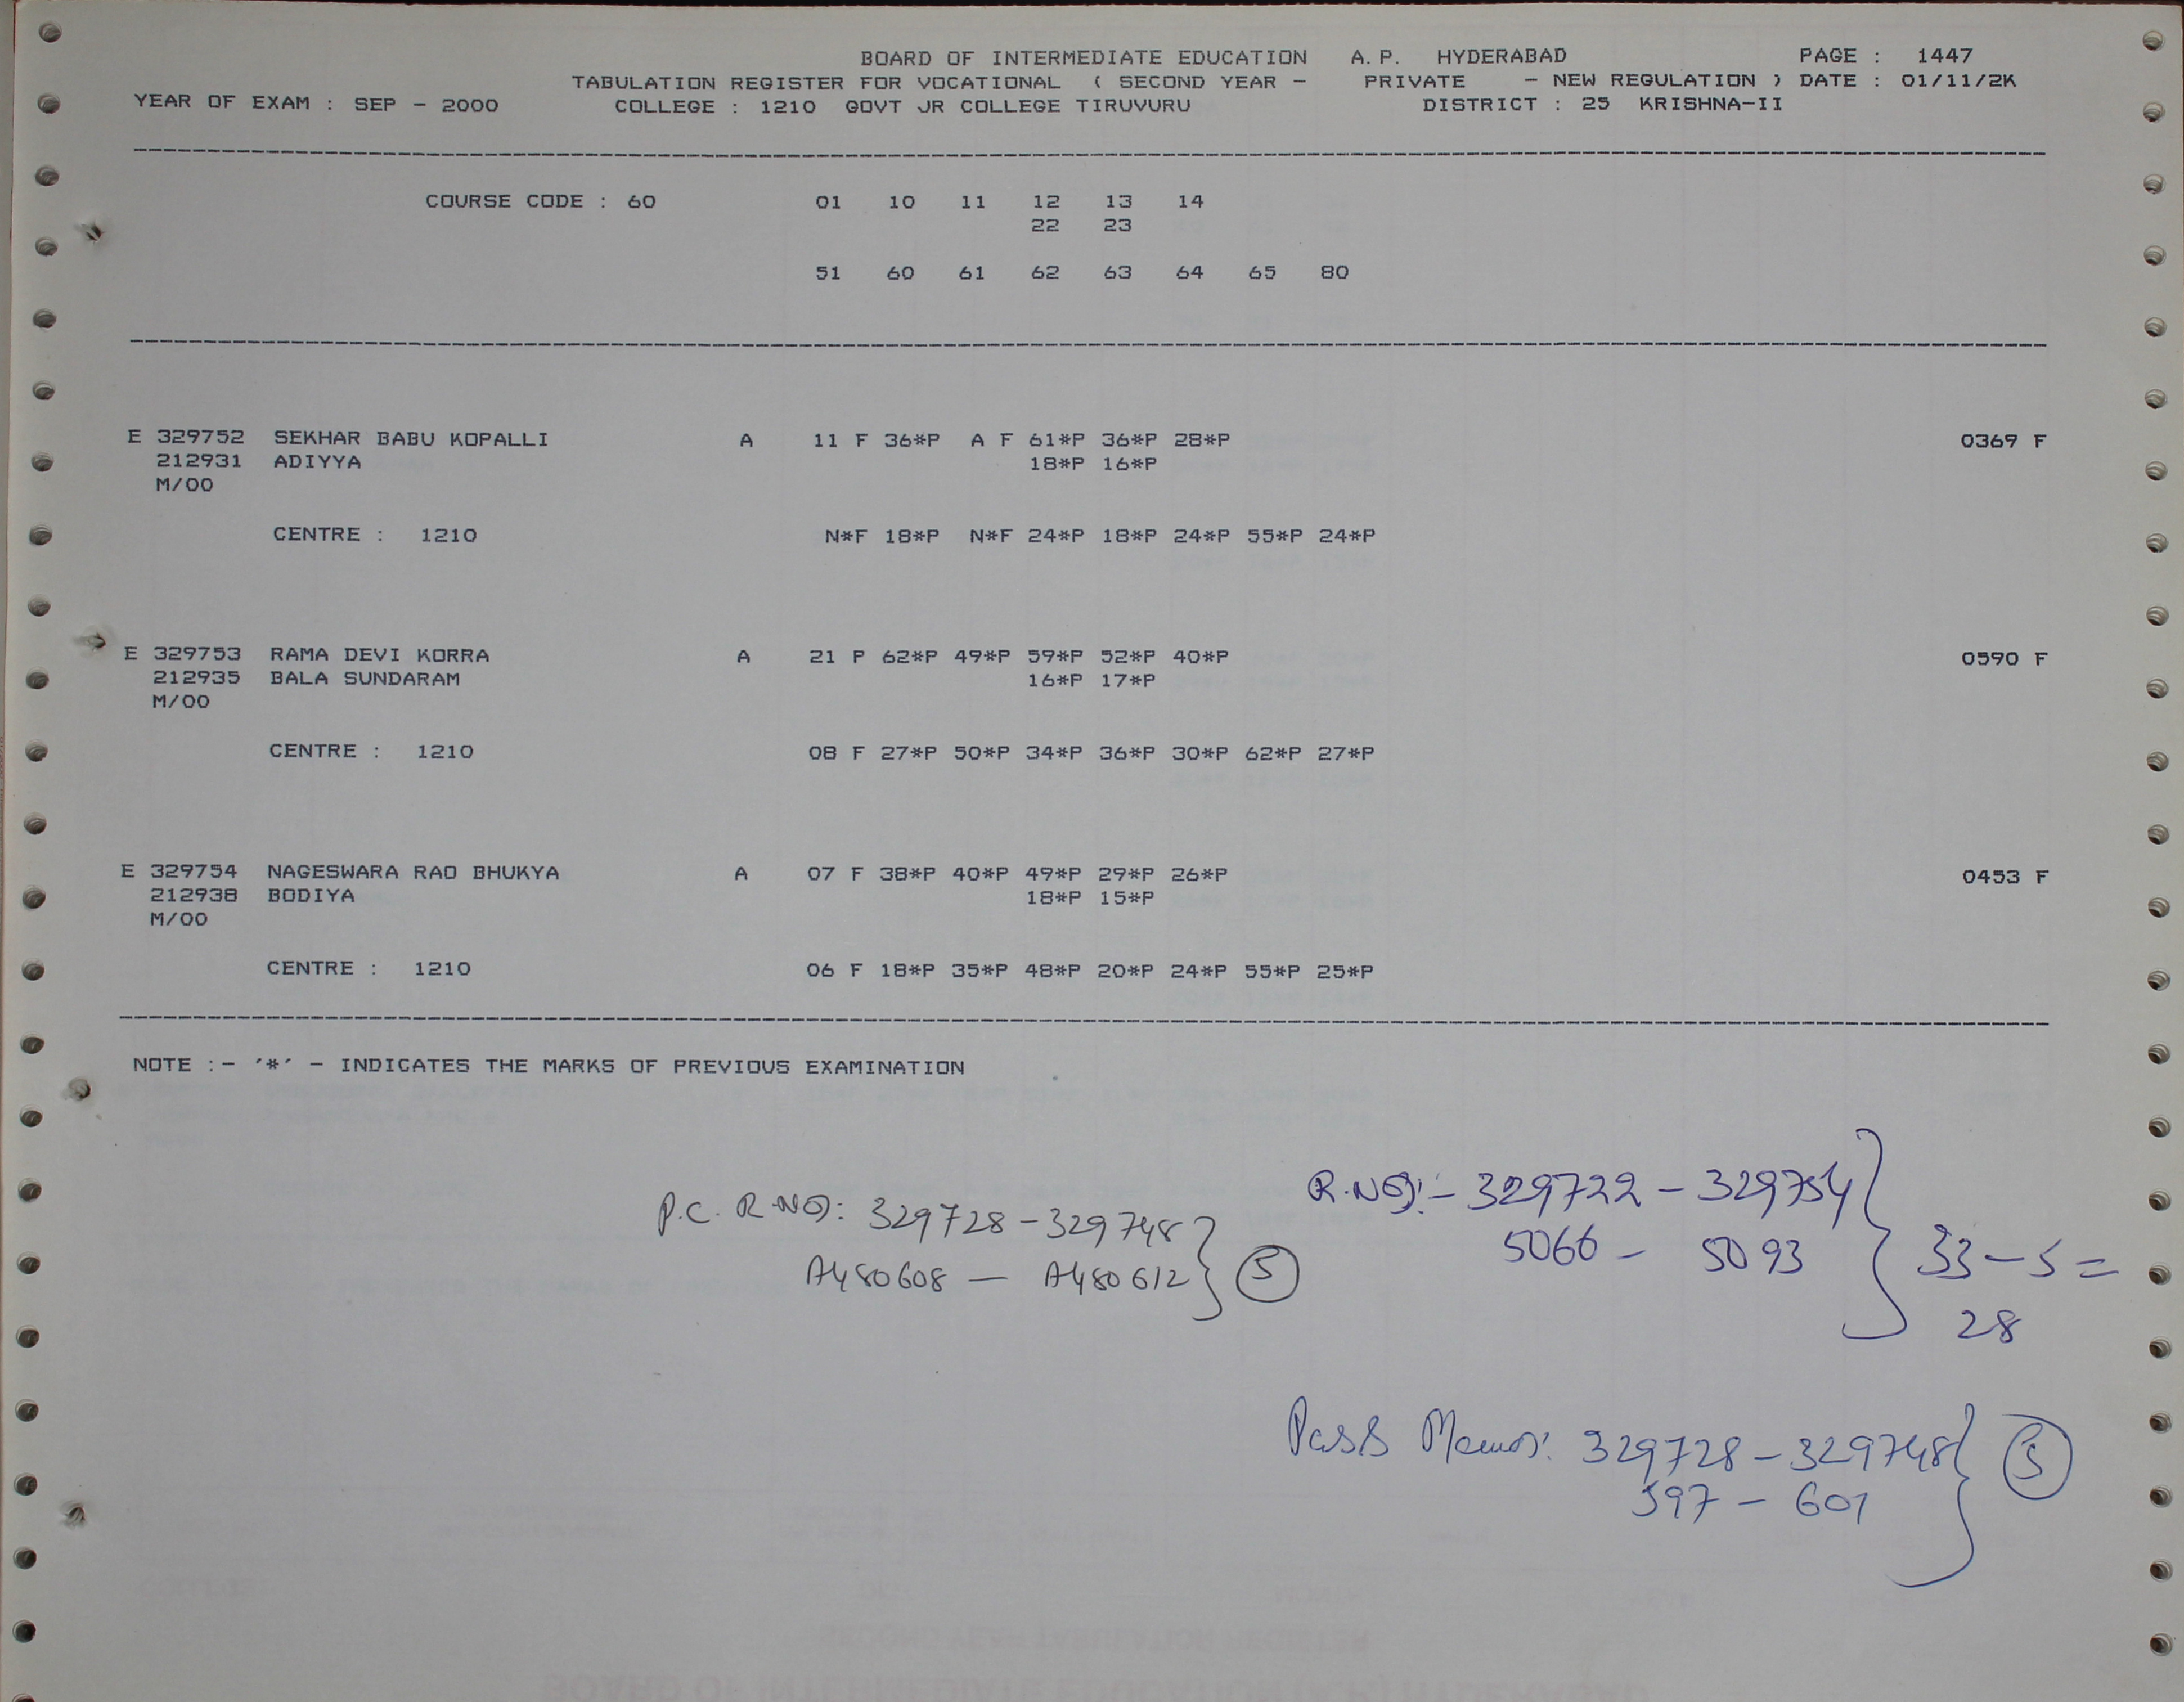 BOARD OF INTERMEDIATE EDUCATION A.P. HYDERABAD PAGE : 1447
TABULATION REGISTER FOR VOCATIONAL ( SECOND YEAR - PRIVATE - NEW REGULATION ) DATE : 01/11/2K
YEAR OF EXAM : SEP - 2000 COLLEGE : 1210 GOVT JR COLLEGE TIRUVURU DISTRICT : 25 KRISHNA-II
COURSE CODE : 60 01 10 11 12 13 14
22 23
51 60 61 62 63 64 65 80
E 329752 SEKHAR BABU KOPALLI A 11 F 36*P A F 61*P 36*P 28*P 0369 F
212931 ADIYYA 18*P 16*P
M/00
CENTRE : 1210 N*F 18*P N*F 24*P 18*P 24*P 55*P 24*P
E 329753 RAMA DEVI KORRA A 21 P 62*P 49*P 59*P 52*P 40*P 0590 F
212935 BALA SUNDARAM 16*P 17*P
M/00
CENTRE : 1210 08 F 27*P 50*P 34*P 36*P 30*P 62*P 27*P
E 329754 NAGESWARA RAO BHUKYA A 07 F 38*P 40*P 49*P 29*P 26*P 0453 F
212938 BODIYA 18*P 15*P
M/00
CENTRE : 1210 06 F 18*P 35*P 48*P 20*P 24*P 55*P 25*P
NOTE :- '*' - INDICATES THE MARKS OF PREVIOUS EXAMINATION
P.C. R.NO: 329728-329748
A480608 — A480612 } 5
R.NO:- 329722 - 329754
5066 - 5093 } 33-5=
28
Pass Memo: 329728-329748 } 5
597 - 601